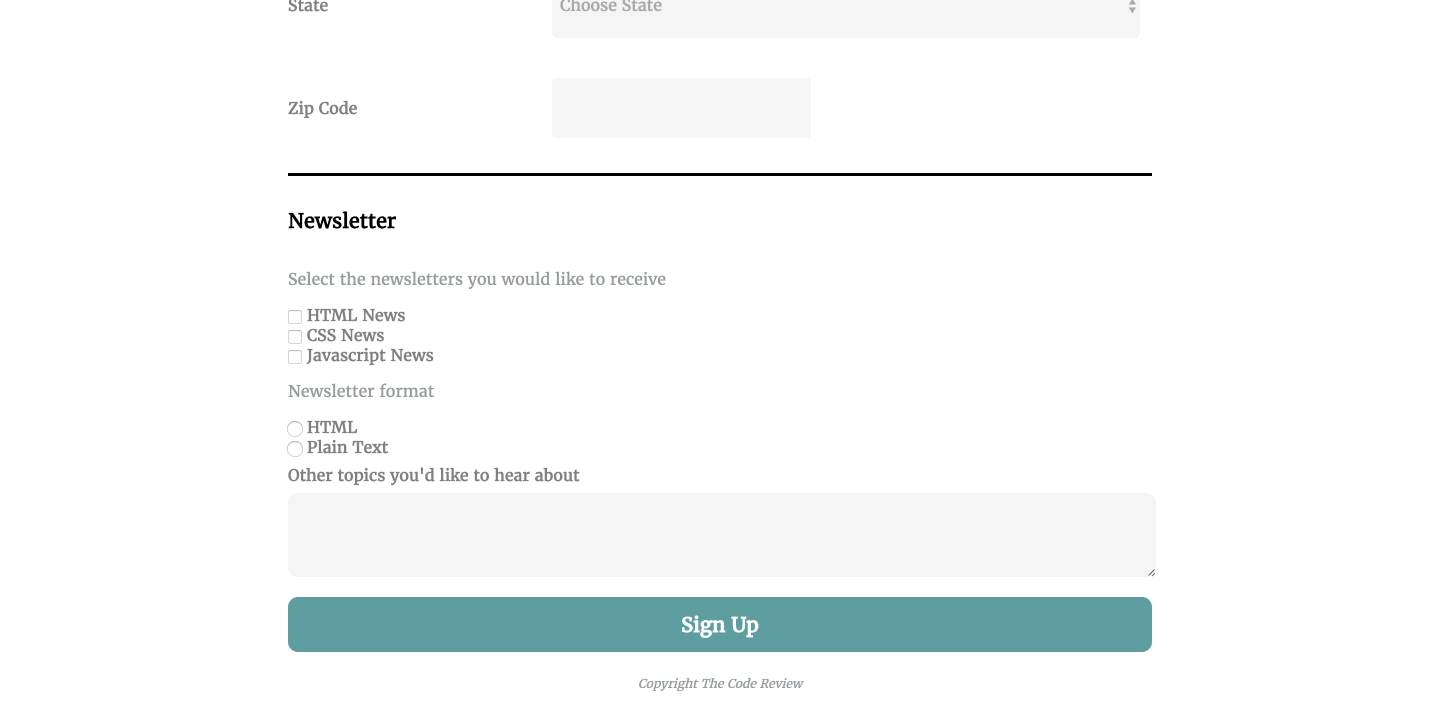 State
Choose State
Zip Code
Newsletter
Select the newsletters you would like to receive
HTML News
CSS News
Javascript News
Newsletter format
HTML
Plain Text
Other topics you'd like to hear about
Sign Up
Copyright The Code Review